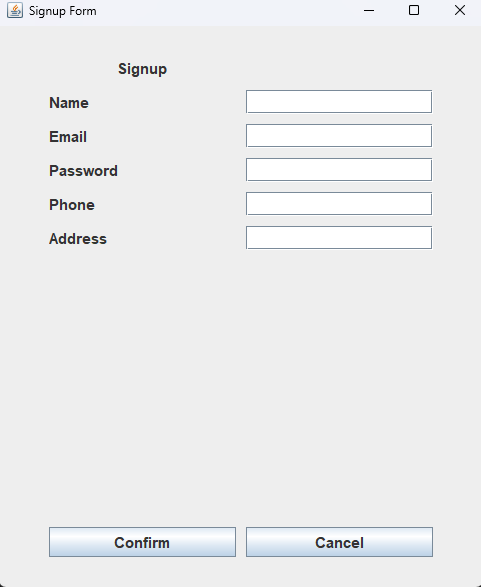 Signup Form
Signup
Name
Email
Password
Phone
Address
Confirm Cancel